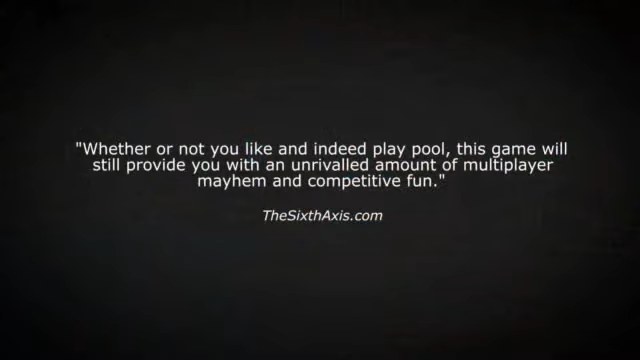 "Whether or not you like and indeed play pool, this game will
still provide you with an unrivalled amount of multiplayer
mayhem and competitive fun."
TheSixthAxis.com